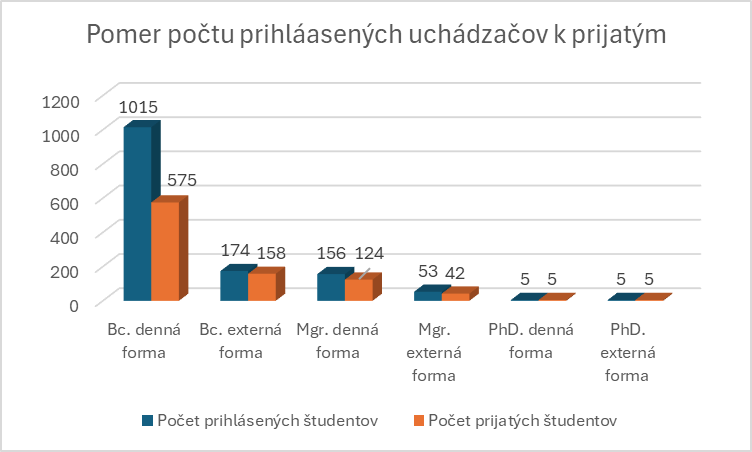 Pomer počtu prihláasených uchádzačov k prijatým
1200
1000
800
600
400
200
0
1015
575
174
158
156
124
53
42
5
5
5
5
Bc. denná
forma
Bc. externá
forma
Mgr. denná
forma
Mgr.
externá
forma
PhD. denná
forma
PhD.
externá
forma
Počet prihlásených študentov
Počet prijatých študentov